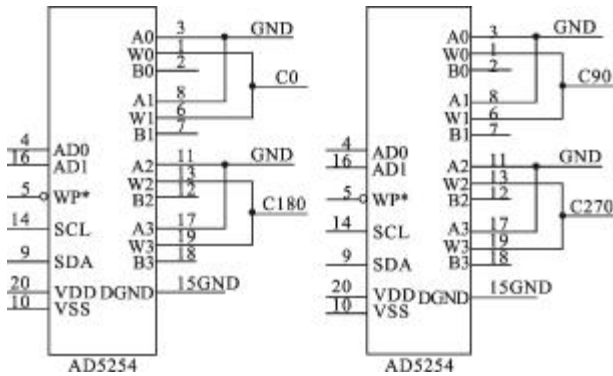 A0 3 GND
W0 1
B0 2 C0
A1 8
W1 6
B1 7
4 AD0
16 AD1
A2 11 GND
W2 13
5 WP* B2 12
C180
14 SCL A3 17
W3 19
9 SDA B3 18
20 VDD DGND 15GND
10 VSS
AD5254
A0 3 GND
W0 1
B0 2 C90
A1 8
W1 6
B1 7
4 AD0
16 AD1
A2 11 GND
W2 13
5 WP* B2 12
C270
14 SCL A3 17
W3 19
9 SDA B3 18
20 VDD DGND 15GND
10 VSS
AD5254